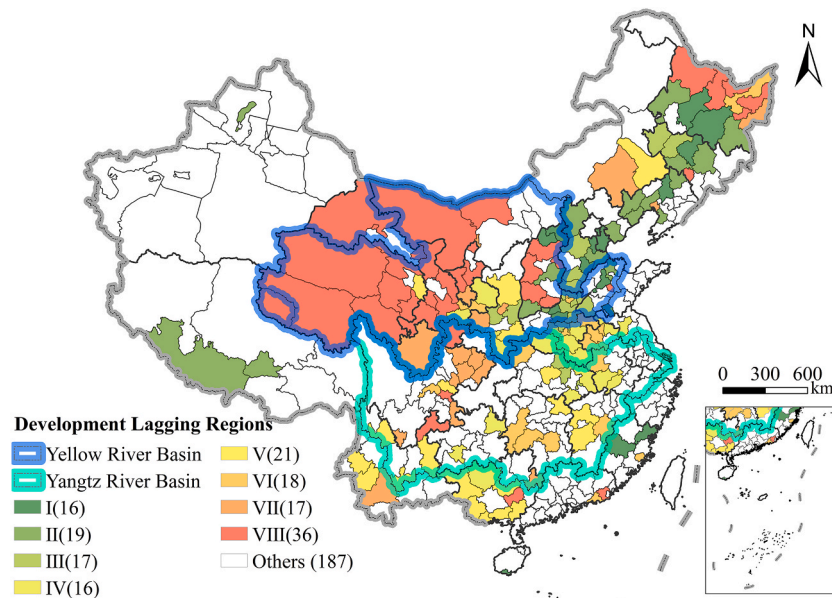 N
0 300 600
km
Development Lagging Regions
Yellow River Basin
Yangtz River Basin
I(16)
II(19)
III(17)
IV(16)
V(21)
VI(18)
VII(17)
VIII(36)
Others (187)